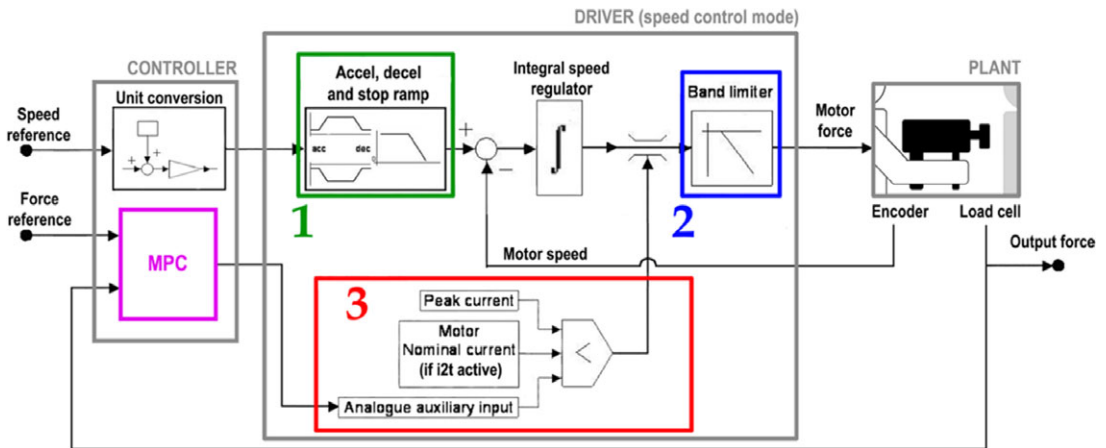 DRIVER (speed control mode)
CONTROLLER
Unit conversion
Speed
reference
Force
reference
MPC
Accel, decel
and stop ramp
acc
dec
0
1
+
−
Integral speed
regulator
∫
Band limiter
2
Motor
force
PLANT
Encoder
Load cell
Output force
Motor speed
3
Peak current
Motor
Nominal current
(if i2t active)
<
Analogue auxiliary input
+
+